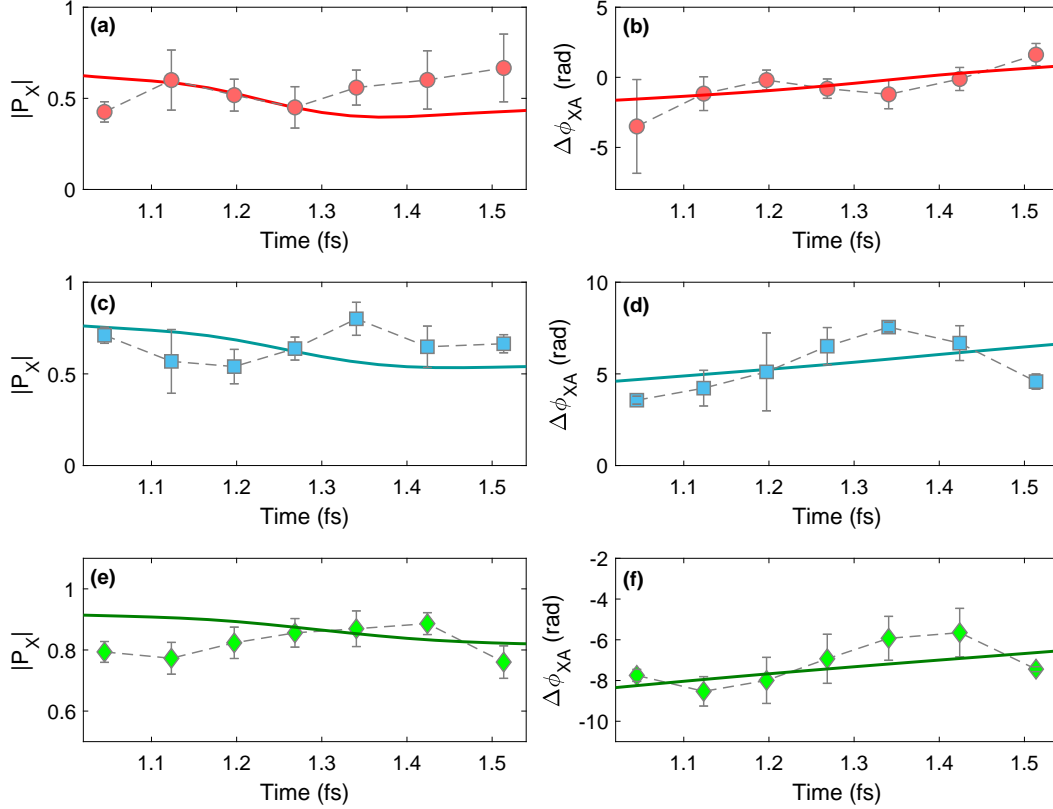 (a)
|P_X|
1
0.5
0
1.1 1.2 1.3 1.4 1.5
Time (fs)
(b)
Δϕ_XA (rad)
5
0
-5
1.1 1.2 1.3 1.4 1.5
Time (fs)
(c)
|P_X|
1
0.5
0
1.1 1.2 1.3 1.4 1.5
Time (fs)
(d)
Δϕ_XA (rad)
10
5
0
1.1 1.2 1.3 1.4 1.5
Time (fs)
(e)
|P_X|
1
0.8
0.6
1.1 1.2 1.3 1.4 1.5
Time (fs)
(f)
Δϕ_XA (rad)
-2
-4
-6
-8
-10
1.1 1.2 1.3 1.4 1.5
Time (fs)